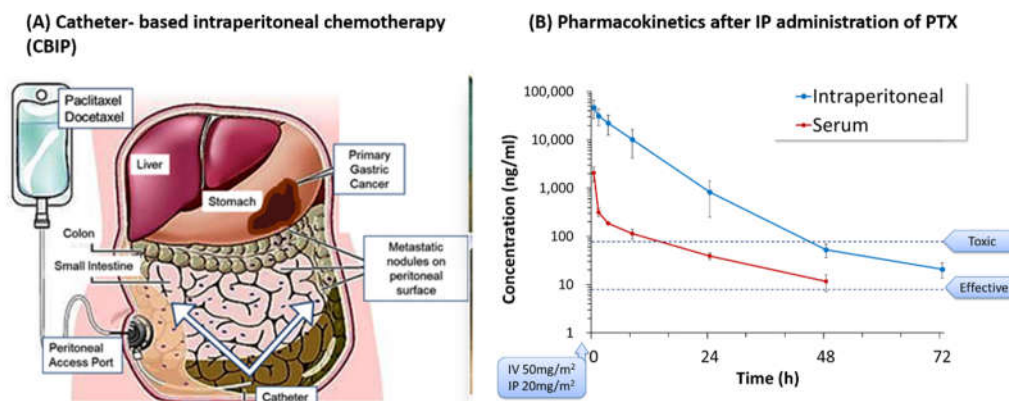 (A) Catheter- based intraperitoneal chemotherapy
(CBIP)
Paclitaxel
Docetaxel
Liver
Stomach
Primary
Gastric
Cancer
Colon
Small Intestine
Metastatic
nodules on
peritoneal
surface
Peritoneal
Access Port
Catheter
(B) Pharmacokinetics after IP administration of PTX
Intraperitoneal
Serum
Concentration (ng/ml)
100,000
10,000
1,000
100
10
1
Toxic
Effective
0
24
48
72
Time (h)
IV 50mg/m²
IP 20mg/m²